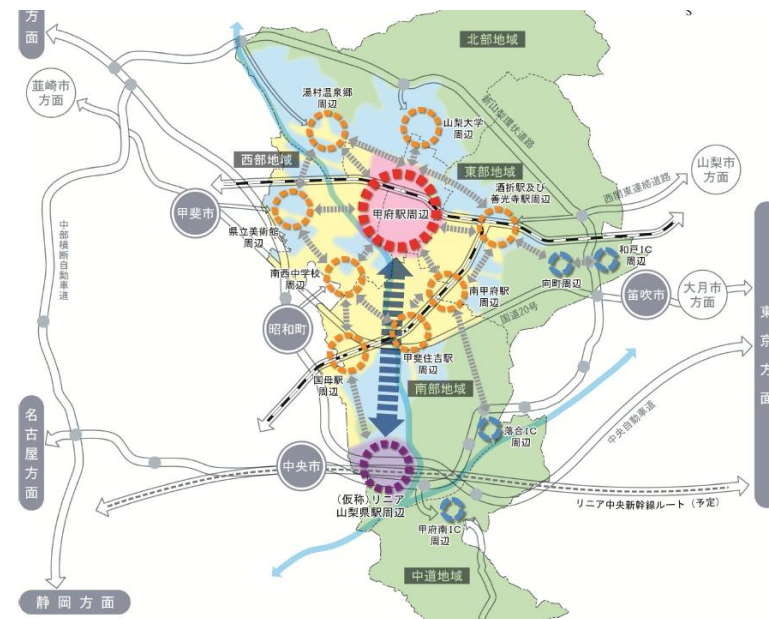 s
方
面
北部地域
韮崎市
方面
湯村温泉郷
周辺
山梨大学
周辺
新山梨環状道路
西部地域
東部地域
山梨市
方面
酒折駅及び
善光寺駅周辺
西関東連絡道路
甲斐市
甲府駅周辺
県立美術館
周辺
和戸IC
周辺
中部横断自動車道
南西中学校
周辺
南甲府駅
周辺
向町周辺
笛吹市
大月市
方面
国道20号
昭和町
東京方面
甲斐住吉駅
周辺
国母駅
周辺
南部地域
名古屋方面
落合IC
周辺
中央自動車道
中央市
(仮称)リニア
山梨県駅周辺
リニア中央新幹線ルート(予定)
甲府南IC
周辺
中道地域
静岡方面